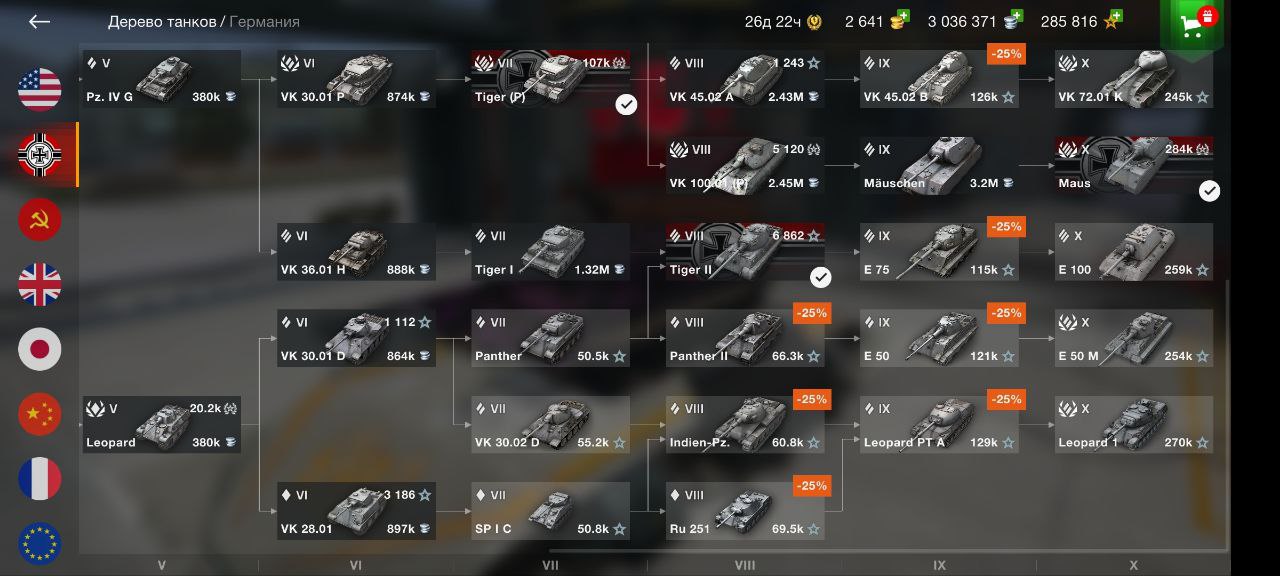 Дерево танков / Германия
26д 22ч 2 641 3 036 371 285 816
V VI VII 107k VIII 1 243 IX -25% X
Pz. IV G 380k VK 30.01 P 874k Tiger (P) VK 45.02 A 2.43M VK 45.02 B 126k VK 72.01 K 245k
VIII 5 120 IX X 284k
VK 100.01 (P) 2.45M Mäuschen 3.2M Maus
VI VII VIII 6 862 IX -25% X
VK 36.01 H 888k Tiger I 1.32M Tiger II E 75 115k E 100 259k
VI 1 112 VII VIII -25% IX -25% X
VK 30.01 D 864k Panther 50.5k Panther II 66.3k E 50 121k E 50 M 254k
V 20.2k VII VIII -25% IX -25% X
Leopard 380k VK 30.02 D 55.2k Indien-Pz. 60.8k Leopard PT A 129k Leopard 1 270k
VI 3 186 VII VIII -25%
VK 28.01 897k SP I C 50.8k Ru 251 69.5k
V VI VII VIII IX X